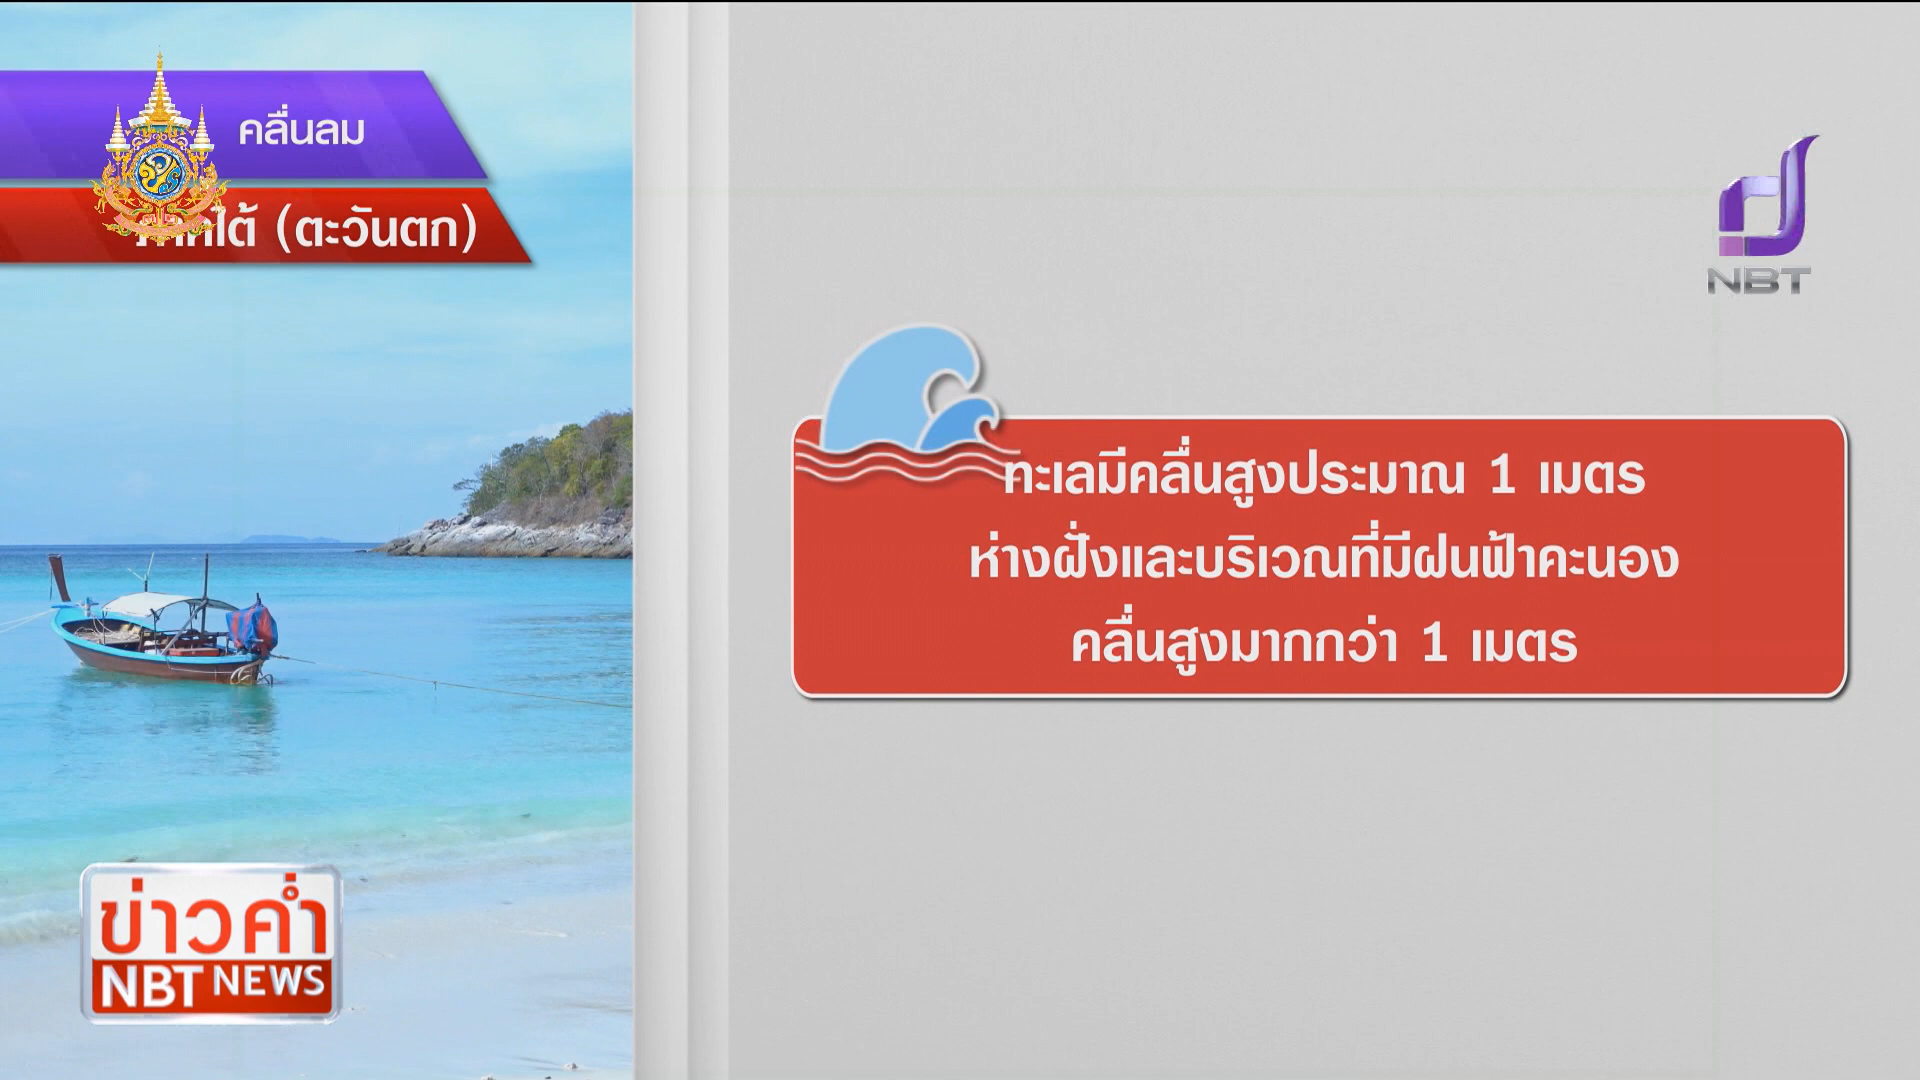 คลื่นลม
ภาคใต้ (ตะวันตก)
NBT
ทะเลมีคลื่นสูงประมาณ 1 เมตร
ห่างฝั่งและบริเวณที่มีฝนฟ้าคะนอง
คลื่นสูงมากกว่า 1 เมตร
ข่าวค่ำ
NBT NEWS